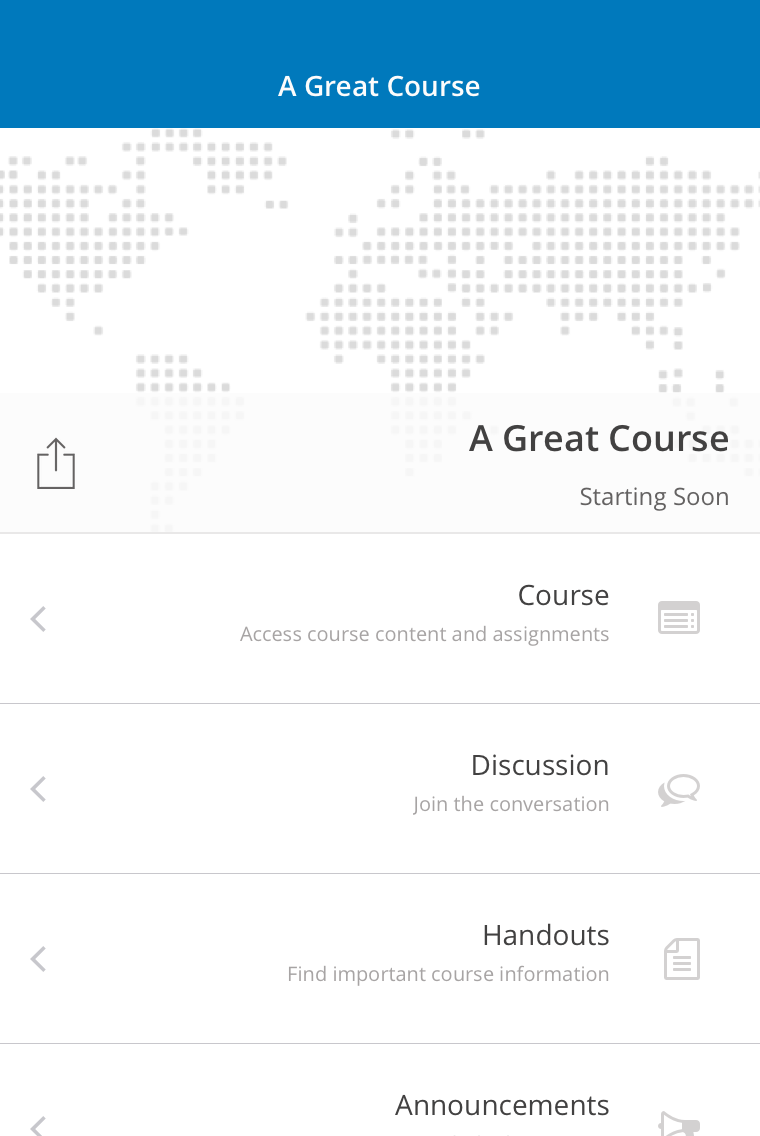 A Great Course
A Great Course
Starting Soon
Course
Access course content and assignments
Discussion
Join the conversation
Handouts
Find important course information
Announcements